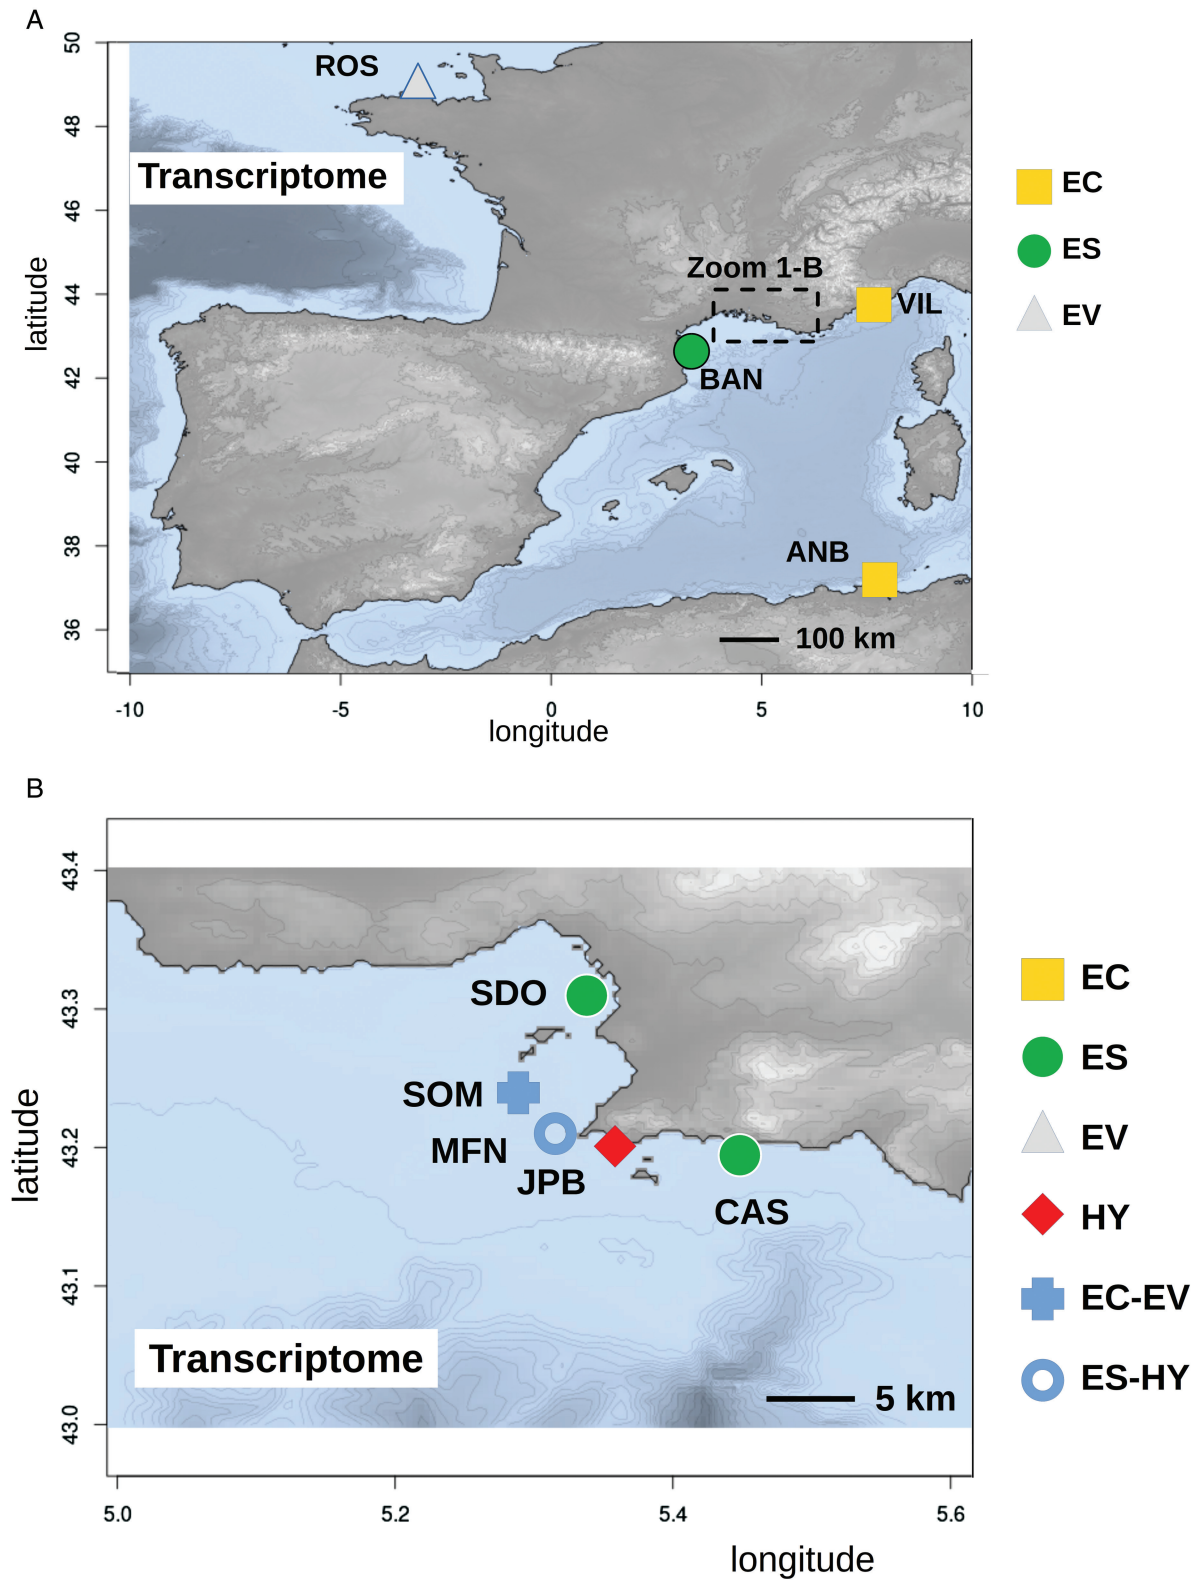 A
50
48
46
44
42
40
38
36
latitude
ROS
Transcriptome
Zoom 1-B
VIL
BAN
ANB
100 km
-10 -5 0 5 10
longitude
EC
ES
EV
B
43.4
43.3
43.2
43.1
43.0
latitude
SDO
SOM
MFN
JPB
CAS
Transcriptome
5 km
5.0 5.2 5.4 5.6
longitude
EC
ES
EV
HY
EC-EV
ES-HY